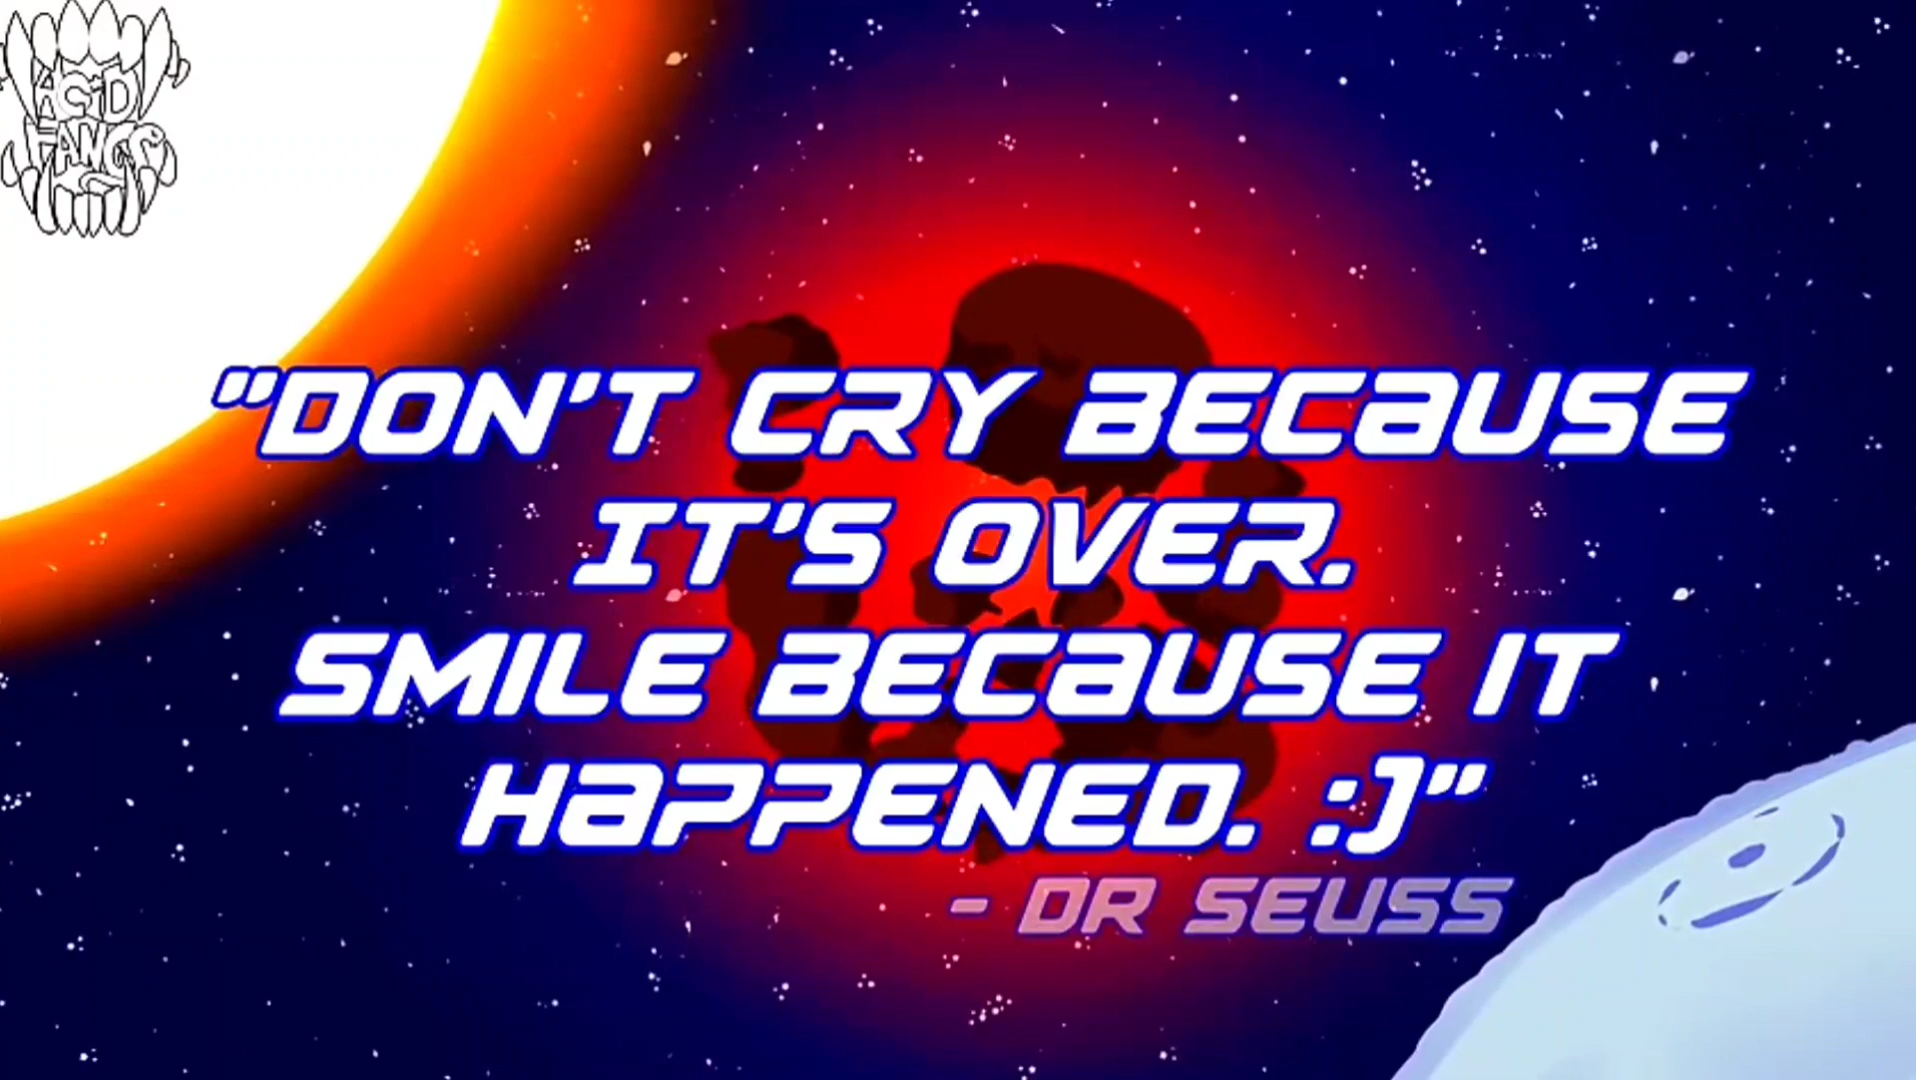 ACiD
FANGS
"DON'T CRY BECAUSE
IT'S OVER.
SMILE BECAUSE IT
HAPPENED. :)"
- DR SEUSS